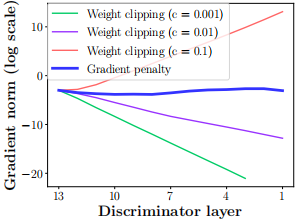 Weight clipping (c = 0.001)
Weight clipping (c = 0.01)
Weight clipping (c = 0.1)
Gradient penalty
Gradient norm (log scale)
10
0
−10
−20
13 10 7 4 1
Discriminator layer